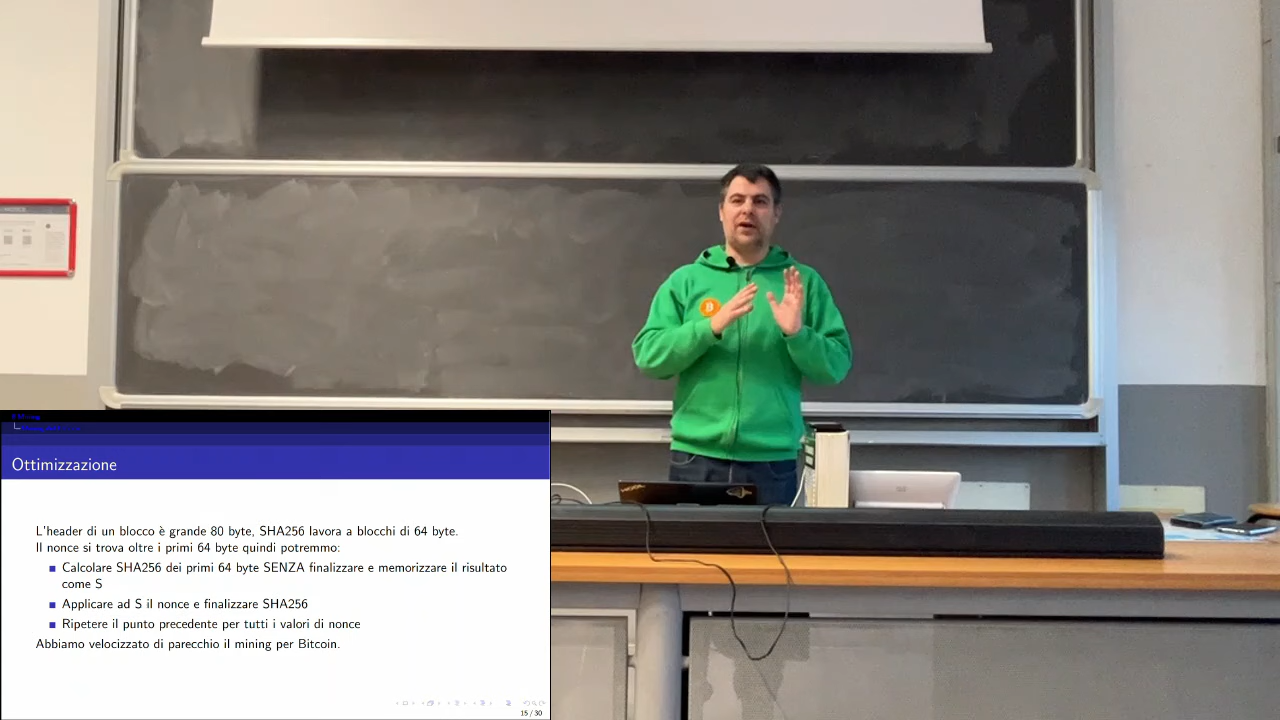 Ottimizzazione
L'header di un blocco è grande 80 byte, SHA256 lavora a blocchi di 64 byte.
Il nonce si trova oltre i primi 64 byte quindi potremmo:
Calcolare SHA256 dei primi 64 byte SENZA finalizzare e memorizzare il risultato
come S
Applicare ad S il nonce e finalizzare SHA256
Ripetere il punto precedente per tutti i valori di nonce
Abbiamo velocizzato di parecchio il mining per Bitcoin.
15 / 30